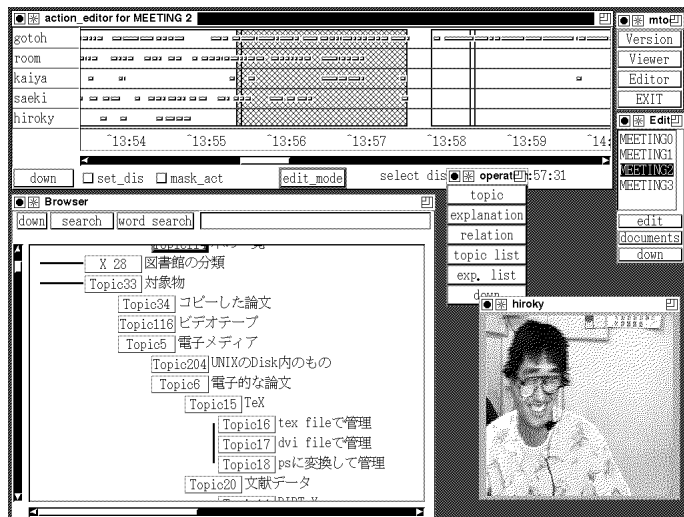 action_editor for MEETING 2
gotoh
room
kaiya
saeki
hiroky
^13:54 ^13:55 ^13:56 ^13:57 ^13:58 ^13:59 ^14:
down set_dis mask_act edit_mode select dis :57:31
mto
Version
Viewer
Editor
EXIT
Edit
MEETING0
MEETING1
MEETING2
MEETING3
edit
documents
down
operat
topic
explanation
relation
topic list
exp. list
down
Browser
down search word search
X 28 図書館の分類
Topic33 対象物
Topic34 コピーした論文
Topic116 ビデオテープ
Topic5 電子メディア
Topic204 UNIXのDisk内のもの
Topic6 電子的な論文
Topic15 TeX
Topic16 tex fileで管理
Topic17 dvi fileで管理
Topic18 psに変換して管理
Topic20 文献データ
hiroky